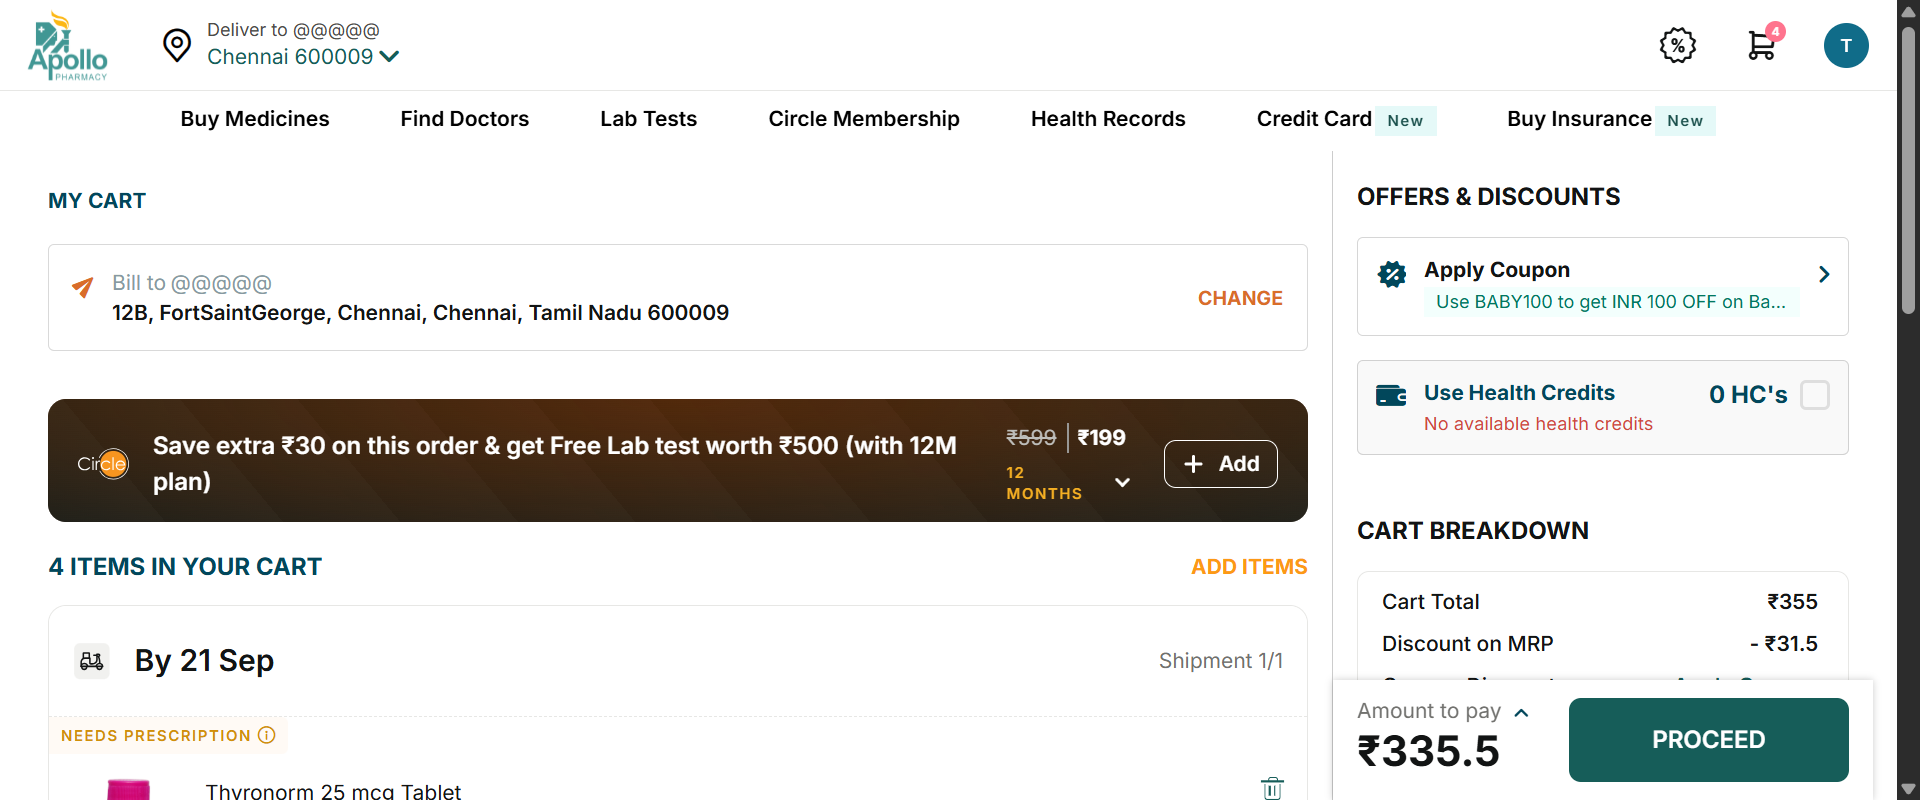 Apollo
PHARMACY
Deliver to @@@@@
Chennai 600009
%
4
T
Buy Medicines
Find Doctors
Lab Tests
Circle Membership
Health Records
Credit Card New
Buy Insurance New
MY CART
Bill to @@@@@
12B, FortSaintGeorge, Chennai, Chennai, Tamil Nadu 600009
CHANGE
Circle
Save extra ₹30 on this order & get Free Lab test worth ₹500 (with 12M
plan)
₹599 ₹199
12
MONTHS
+ Add
4 ITEMS IN YOUR CART
ADD ITEMS
By 21 Sep
Shipment 1/1
NEEDS PRESCRIPTION
Thyronorm 25 mcg Tablet
OFFERS & DISCOUNTS
Apply Coupon
Use BABY100 to get INR 100 OFF on Ba...
Use Health Credits
0 HC's
No available health credits
CART BREAKDOWN
Cart Total ₹355
Discount on MRP - ₹31.5
Amount to pay
₹335.5
PROCEED